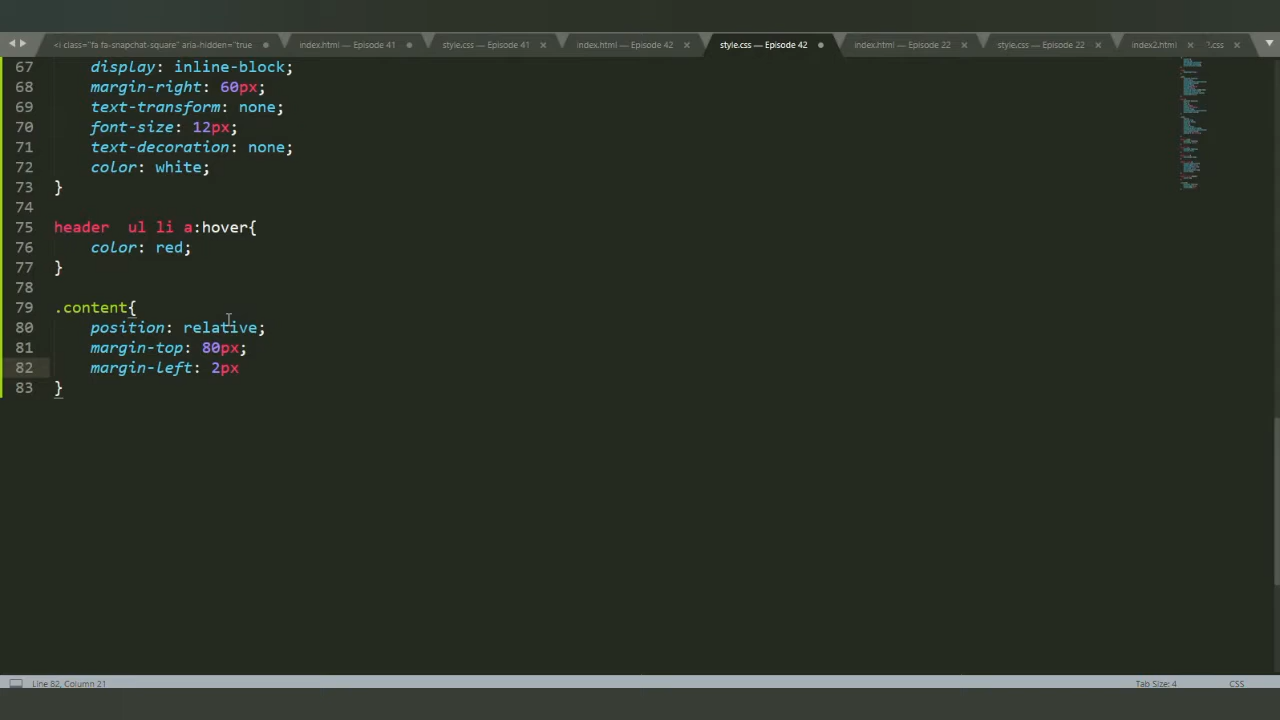 <i class="fa fa-snapchat-square" aria-hidden="true
index.html — Episode 41
style.css — Episode 41
index.html — Episode 42
style.css — Episode 42
index.html — Episode 22
style.css — Episode 22
index2.html
?.css
67 display: inline-block;
68 margin-right: 60px;
69 text-transform: none;
70 font-size: 12px;
71 text-decoration: none;
72 color: white;
73 }
74
75 header  ul li a:hover{
76 color: red;
77 }
78
79 .content{
80 position: relative;
81 margin-top: 80px;
82 margin-left: 2px
83 }
Line 82, Column 21
Tab Size: 4
CSS